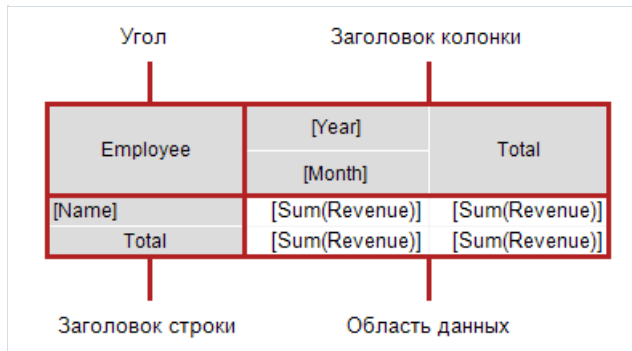 Угол Заголовок колонки
Employee [Year] Total
[Month]
[Name] [Sum(Revenue)] [Sum(Revenue)]
Total [Sum(Revenue)] [Sum(Revenue)]
Заголовок строки Область данных